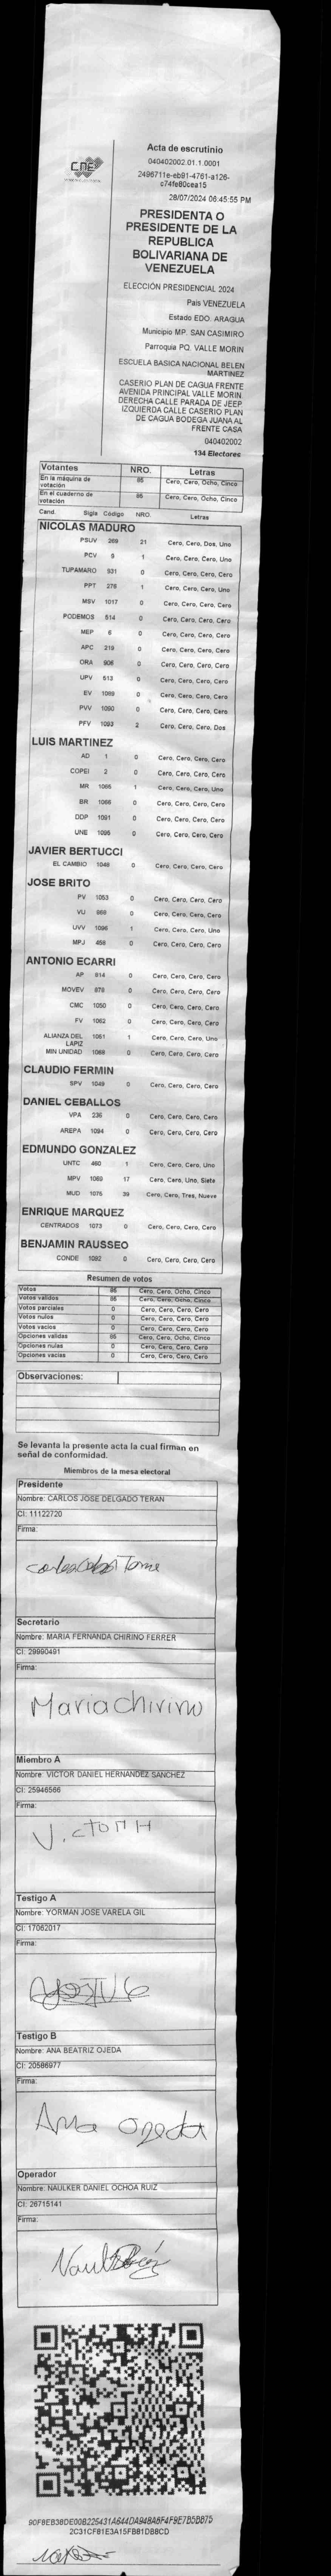 CNE
Acta de escrutinio
040402002.01.1.0001
2496711e-eb91-4761-a126-
c74fe80cea15
28/07/2024 06:45:55 PM
PRESIDENTA O
PRESIDENTE DE LA
REPUBLICA
BOLIVARIANA DE
VENEZUELA
ELECCIÓN PRESIDENCIAL 2024
País VENEZUELA
Estado EDO. ARAGUA
Municipio MP. SAN CASIMIRO
Parroquia PQ. VALLE MORIN
ESCUELA BASICA NACIONAL BELEN
MARTINEZ
CASERIO PLAN DE CAGUA FRENTE
AVENIDA PRINCIPAL VALLE MORIN.
DERECHA CALLE PARADA DE JEEP.
IZQUIERDA CALLE CASERIO PLAN
DE CAGUA BODEGA JUANA AL
FRENTE CASA
040402002
134 Electores
Votantes NRO. Letras
En la máquina de votación 85 Cero, Cero, Ocho, Cinco
En el cuaderno de votación 85 Cero, Cero, Ocho, Cinco
Cand. Sigla Código NRO. Letras
NICOLAS MADURO
PSUV 269 21 Cero, Cero, Dos, Uno
PCV 9 1 Cero, Cero, Cero, Uno
TUPAMARO 931 0 Cero, Cero, Cero, Cero
PPT 278 1 Cero, Cero, Cero, Uno
MSV 1017 0 Cero, Cero, Cero, Cero
PODEMOS 514 0 Cero, Cero, Cero, Cero
MEP 6 0 Cero, Cero, Cero, Cero
APC 219 0 Cero, Cero, Cero, Cero
ORA 906 0 Cero, Cero, Cero, Cero
UPV 513 0 Cero, Cero, Cero, Cero
EV 1089 0 Cero, Cero, Cero, Cero
PVV 1090 0 Cero, Cero, Cero, Cero
PFV 1093 2 Cero, Cero, Cero, Dos
LUIS MARTINEZ
AD 1 0 Cero, Cero, Cero, Cero
COPEI 2 0 Cero, Cero, Cero, Cero
MR 1065 1 Cero, Cero, Cero, Uno
BR 1066 0 Cero, Cero, Cero, Cero
DDP 1091 0 Cero, Cero, Cero, Cero
UNE 1095 0 Cero, Cero, Cero, Cero
JAVIER BERTUCCI
EL CAMBIO 1048 0 Cero, Cero, Cero, Cero
JOSE BRITO
PV 1053 0 Cero, Cero, Cero, Cero
VU 869 0 Cero, Cero, Cero, Cero
UVV 1096 1 Cero, Cero, Cero, Uno
MPJ 458 0 Cero, Cero, Cero, Cero
ANTONIO ECARRI
AP 814 0 Cero, Cero, Cero, Cero
MOVEV 878 0 Cero, Cero, Cero, Cero
CMC 1050 0 Cero, Cero, Cero, Cero
FV 1062 0 Cero, Cero, Cero, Cero
ALIANZA DEL LAPIZ 1051 1 Cero, Cero, Cero, Uno
MIN UNIDAD 1068 0 Cero, Cero, Cero, Cero
CLAUDIO FERMIN
SPV 1049 0 Cero, Cero, Cero, Cero
DANIEL CEBALLOS
VPA 236 0 Cero, Cero, Cero, Cero
AREPA 1094 0 Cero, Cero, Cero, Cero
EDMUNDO GONZALEZ
UNTC 460 1 Cero, Cero, Cero, Uno
MPV 1069 17 Cero, Cero, Uno, Siete
MUD 1075 39 Cero, Cero, Tres, Nueve
ENRIQUE MARQUEZ
CENTRADOS 1073 0 Cero, Cero, Cero, Cero
BENJAMIN RAUSSEO
CONDE 1092 0 Cero, Cero, Cero, Cero
Resumen de votos
Votos 85 Cero, Cero, Ocho, Cinco
Votos válidos 85 Cero, Cero, Ocho, Cinco
Votos parciales 0 Cero, Cero, Cero, Cero
Votos nulos 0 Cero, Cero, Cero, Cero
Votos vacíos 0 Cero, Cero, Cero, Cero
Opciones válidas 85 Cero, Cero, Ocho, Cinco
Opciones nulas 0 Cero, Cero, Cero, Cero
Opciones vacías 0 Cero, Cero, Cero, Cero
Observaciones:
Se levanta la presente acta la cual firman en
señal de conformidad.
Miembros de la mesa electoral
Presidente
Nombre: CARLOS JOSE DELGADO TERAN
CI: 11122720
Firma:
Secretario
Nombre: MARIA FERNANDA CHIRINO FERRER
CI: 29990491
Firma:
Maria chirino
Miembro A
Nombre: VICTOR DANIEL HERNANDEZ SANCHEZ
CI: 25946566
Firma:
Victor H
Testigo A
Nombre: YORMAN JOSE VARELA GIL
CI: 17062017
Firma:
Testigo B
Nombre: ANA BEATRIZ OJEDA
CI: 20586977
Firma:
Ana Ojeda
Operador
Nombre: NAULKER DANIEL OCHOA RUIZ
CI: 26715141
Firma:
90F8EB38DE00B225431A644DA948A5F4F9E7B5B875
2C31CF81E3A15FB81DB8CD